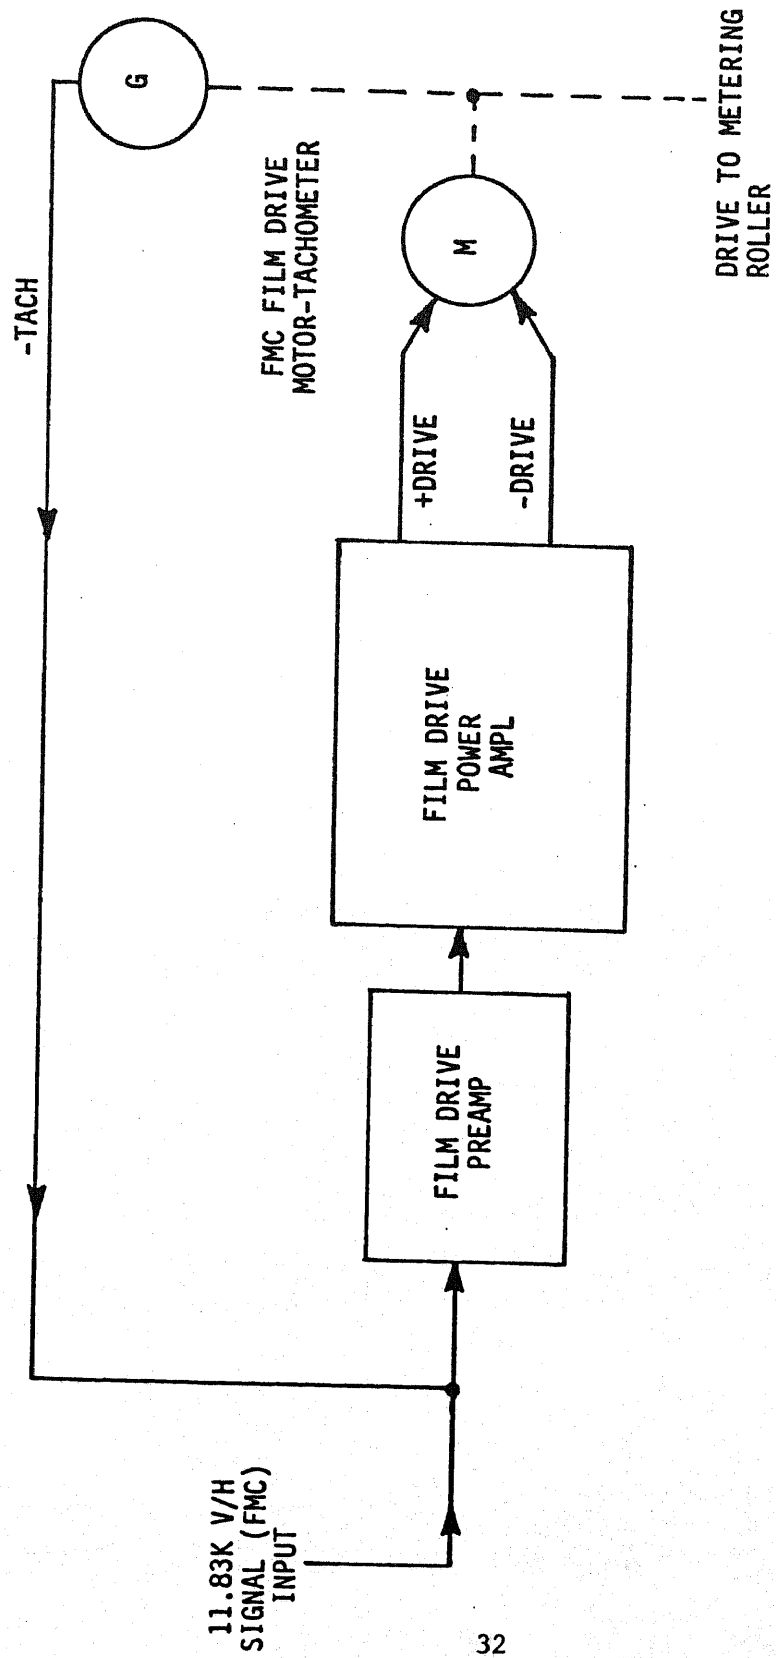 11.83K V/H
SIGNAL (FMC)
INPUT
FILM DRIVE
PREAMP
FILM DRIVE
POWER
AMPL
+DRIVE
-DRIVE
-TACH
FMC FILM DRIVE
MOTOR-TACHOMETER
M
G
DRIVE TO METERING
ROLLER
32